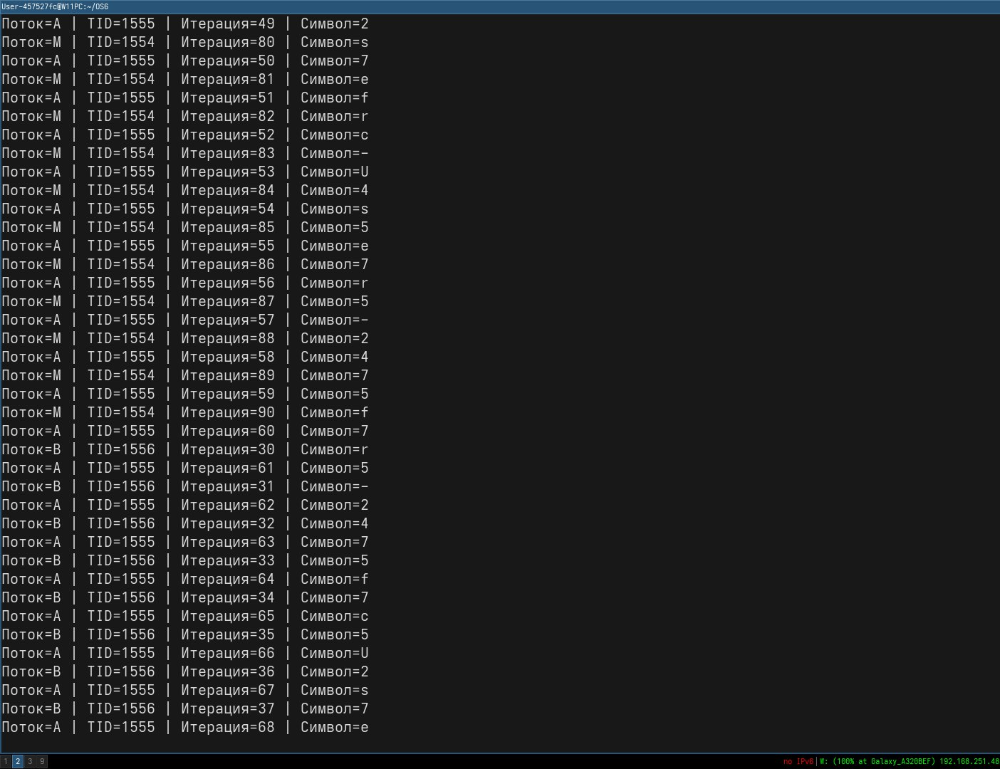 User-457527fc@W11PC:~/OS6
Поток=A | TID=1555 | Итерация=49 | Символ=2
Поток=M | TID=1554 | Итерация=80 | Символ=s
Поток=A | TID=1555 | Итерация=50 | Символ=7
Поток=M | TID=1554 | Итерация=81 | Символ=e
Поток=A | TID=1555 | Итерация=51 | Символ=f
Поток=M | TID=1554 | Итерация=82 | Символ=r
Поток=A | TID=1555 | Итерация=52 | Символ=c
Поток=M | TID=1554 | Итерация=83 | Символ=-
Поток=A | TID=1555 | Итерация=53 | Символ=U
Поток=M | TID=1554 | Итерация=84 | Символ=4
Поток=A | TID=1555 | Итерация=54 | Символ=s
Поток=M | TID=1554 | Итерация=85 | Символ=5
Поток=A | TID=1555 | Итерация=55 | Символ=e
Поток=M | TID=1554 | Итерация=86 | Символ=7
Поток=A | TID=1555 | Итерация=56 | Символ=r
Поток=M | TID=1554 | Итерация=87 | Символ=5
Поток=A | TID=1555 | Итерация=57 | Символ=-
Поток=M | TID=1554 | Итерация=88 | Символ=2
Поток=A | TID=1555 | Итерация=58 | Символ=4
Поток=M | TID=1554 | Итерация=89 | Символ=7
Поток=A | TID=1555 | Итерация=59 | Символ=5
Поток=M | TID=1554 | Итерация=90 | Символ=f
Поток=A | TID=1555 | Итерация=60 | Символ=7
Поток=B | TID=1556 | Итерация=30 | Символ=r
Поток=A | TID=1555 | Итерация=61 | Символ=5
Поток=B | TID=1556 | Итерация=31 | Символ=-
Поток=A | TID=1555 | Итерация=62 | Символ=2
Поток=B | TID=1556 | Итерация=32 | Символ=4
Поток=A | TID=1555 | Итерация=63 | Символ=7
Поток=B | TID=1556 | Итерация=33 | Символ=5
Поток=A | TID=1555 | Итерация=64 | Символ=f
Поток=B | TID=1556 | Итерация=34 | Символ=7
Поток=A | TID=1555 | Итерация=65 | Символ=c
Поток=B | TID=1556 | Итерация=35 | Символ=5
Поток=A | TID=1555 | Итерация=66 | Символ=U
Поток=B | TID=1556 | Итерация=36 | Символ=2
Поток=A | TID=1555 | Итерация=67 | Символ=s
Поток=B | TID=1556 | Итерация=37 | Символ=7
Поток=A | TID=1555 | Итерация=68 | Символ=e
1 2 3 9 no IPv6|W: (100% at Galaxy_A320BEF) 192.168.251.48